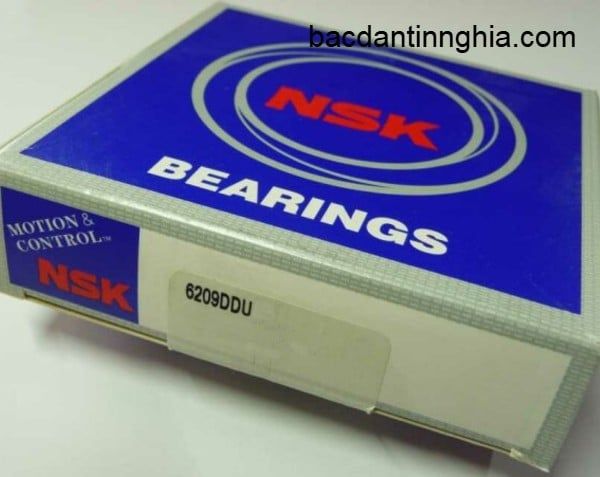 bacdantinnghia.com
NSK
BEARINGS
MOTION &
CONTROL™
NSK
6209DDU